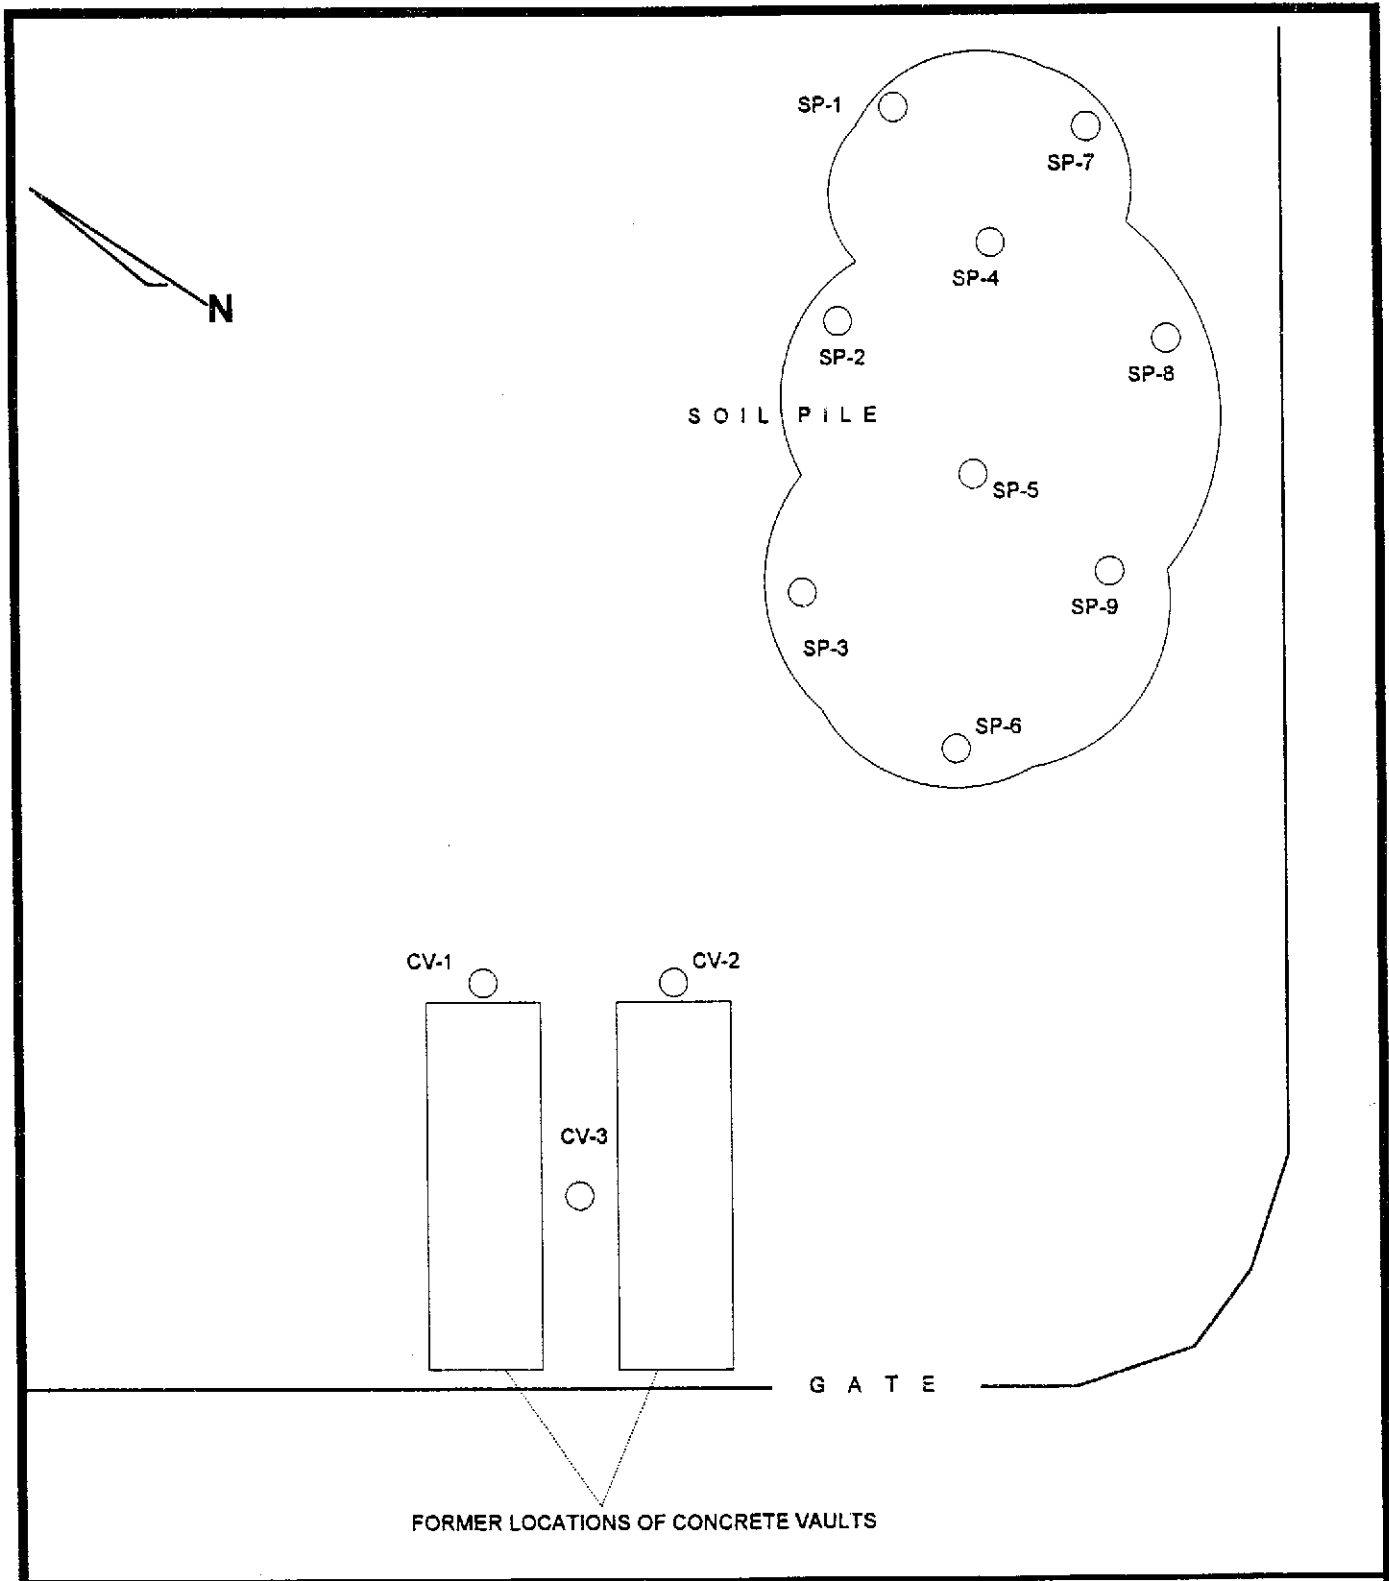 SP-1
SP-7
SP-4
N
SP-2
SP-8
SOIL PILE
SP-5
SP-9
SP-3
SP-6
CV-1
CV-2
CV-3
GATE
FORMER LOCATIONS OF CONCRETE VAULTS